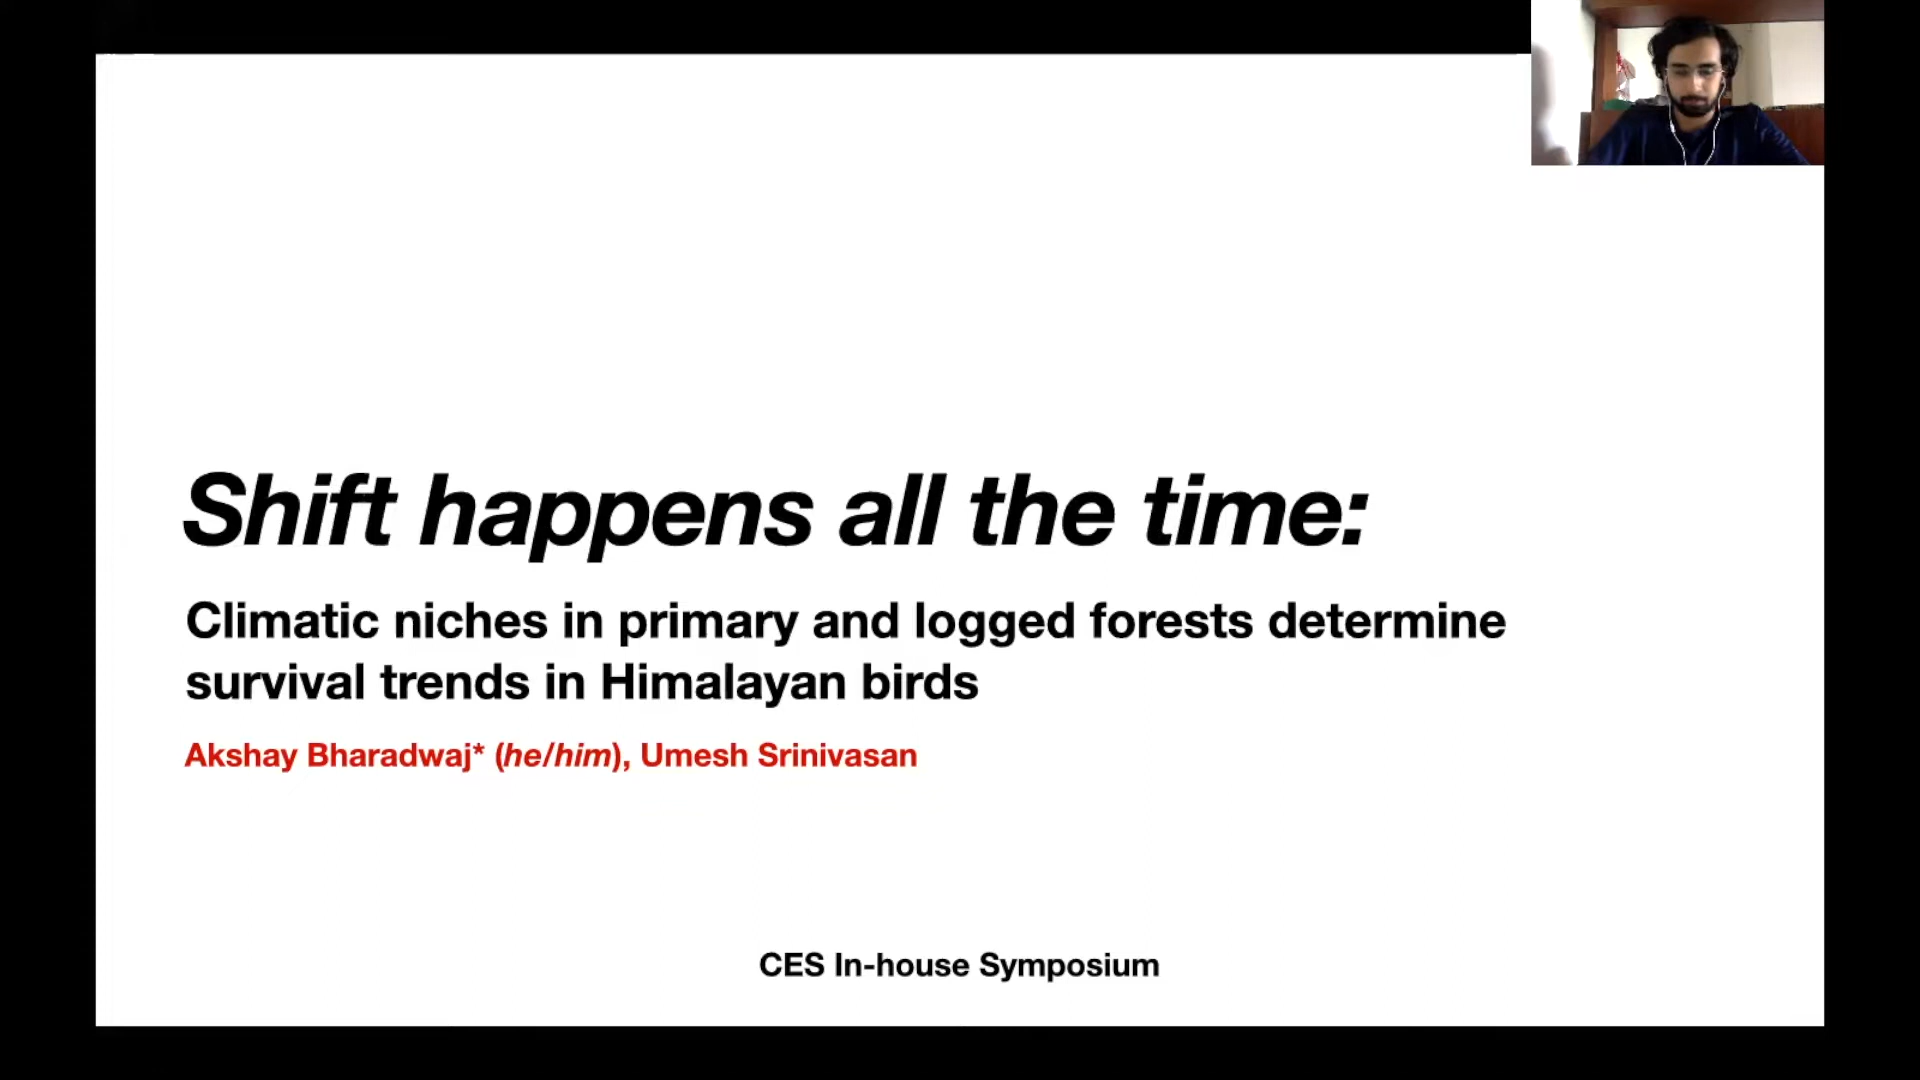 Shift happens all the time:
Climatic niches in primary and logged forests determine
survival trends in Himalayan birds
Akshay Bharadwaj* (he/him), Umesh Srinivasan
CES In-house Symposium